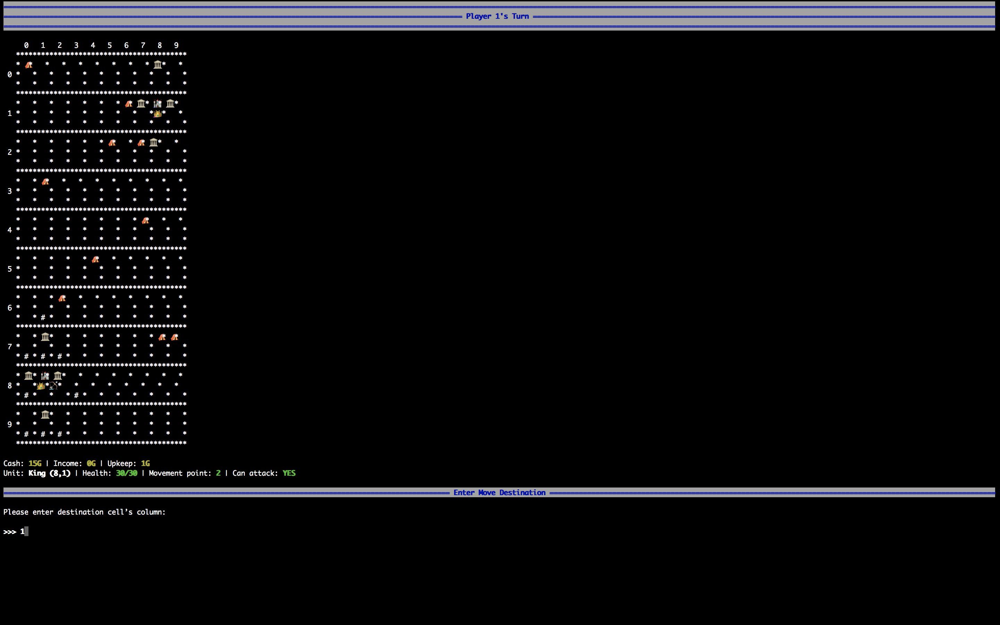 ═══ Player 1's Turn ═══
     0   1   2   3   4   5   6   7   8   9
   *****************************************
   * ⛺*   *   *   *   *   *   *   * 🏛*   *
 0 *   *   *   *   *   *   *   *   *   *   *
   *   *   *   *   *   *   *   *   *   *   *
   *****************************************
   *   *   *   *   *   *   * ⛺* 🏛* 🏰* 🏛*
 1 *   *   *   *   *   *   *   *   *👑*   *
   *   *   *   *   *   *   *   *   *   *   *
   *****************************************
   *   *   *   *   *   * ⛺*   * ⛺* 🏛*   *
 2 *   *   *   *   *   *   *   *   *   *   *
   *   *   *   *   *   *   *   *   *   *   *
   *****************************************
   *   * ⛺*   *   *   *   *   *   *   *   *
 3 *   *   *   *   *   *   *   *   *   *   *
   *   *   *   *   *   *   *   *   *   *   *
   *****************************************
   *   *   *   *   *   *   *   * ⛺*   *   *
 4 *   *   *   *   *   *   *   *   *   *   *
   *   *   *   *   *   *   *   *   *   *   *
   *****************************************
   *   *   *   *   * ⛺*   *   *   *   *   *
 5 *   *   *   *   *   *   *   *   *   *   *
   *   *   *   *   *   *   *   *   *   *   *
   *****************************************
   *   *   * ⛺*   *   *   *   *   *   *   *
 6 *   *   *   *   *   *   *   *   *   *   *
   *   * # *   *   *   *   *   *   *   *   *
   *****************************************
   *   * 🏛*   *   *   *   *   *   * ⛺* ⛺*
 7 *   *   *   *   *   *   *   *   *   *   *
   * # * # * # *   *   *   *   *   *   *   *
   *****************************************
   * 🏛* 🏰* 🏛*   *   *   *   *   *   *   *
 8 *   *👑*🏹*   *   *   *   *   *   *   *
   * # *   *   * # *   *   *   *   *   *   *
   *****************************************
   *   * 🏛*   *   *   *   *   *   *   *   *
 9 *   *   *   *   *   *   *   *   *   *   *
   * # * # * # *   *   *   *   *   *   *   *
   *****************************************
Cash: 15G | Income: 0G | Upkeep: 1G
Unit: King (8,1) | Health: 30/30 | Movement point: 2 | Can attack: YES
═══ Enter Move Destination ═══
Please enter destination cell’s column:
>>> 1